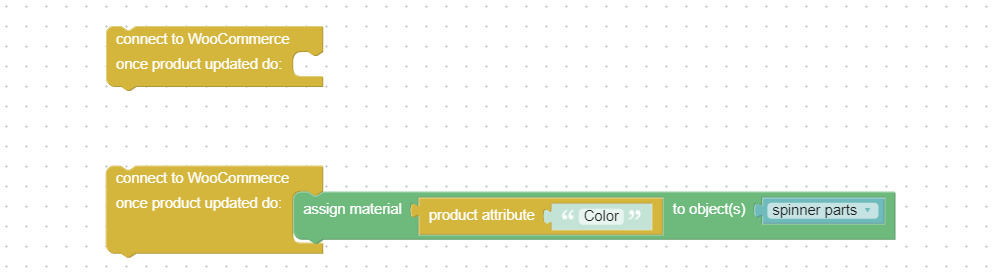 connect to WooCommerce
once product updated do:
connect to WooCommerce
once product updated do: assign material product attribute “ Color ” to object(s) spinner parts